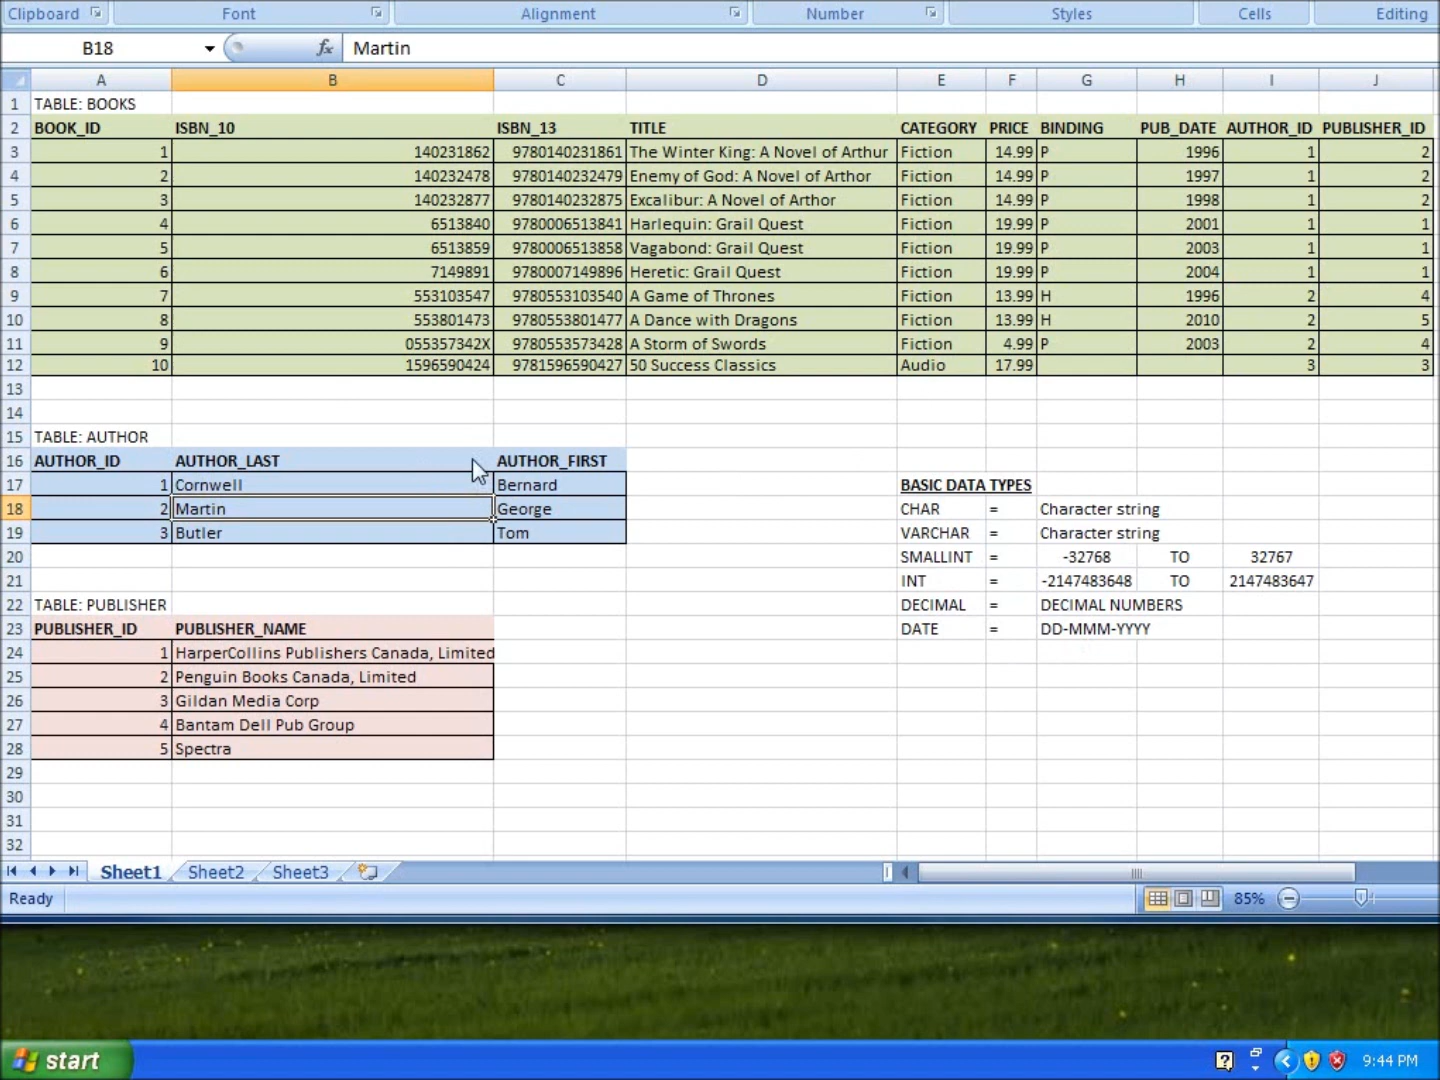 Clipboard Font Alignment Number Styles Cells Editing
B18 fx Martin
A B C D E F G H I J
1 TABLE: BOOKS
2 BOOK_ID ISBN_10 ISBN_13 TITLE CATEGORY PRICE BINDING PUB_DATE AUTHOR_ID PUBLISHER_ID
3 1 140231862 9780140231861 The Winter King: A Novel of Arthur Fiction 14.99 P 1996 1 2
4 2 140232478 9780140232479 Enemy of God: A Novel of Arthor Fiction 14.99 P 1997 1 2
5 3 140232877 9780140232875 Excalibur: A Novel of Arthor Fiction 14.99 P 1998 1 2
6 4 6513840 9780006513841 Harlequin: Grail Quest Fiction 19.99 P 2001 1 1
7 5 6513859 9780006513858 Vagabond: Grail Quest Fiction 19.99 P 2003 1 1
8 6 7149891 9780007149896 Heretic: Grail Quest Fiction 19.99 P 2004 1 1
9 7 553103547 9780553103540 A Game of Thrones Fiction 13.99 H 1996 2 4
10 8 553801473 9780553801477 A Dance with Dragons Fiction 13.99 H 2010 2 5
11 9 055357342X 9780553573428 A Storm of Swords Fiction 4.99 P 2003 2 4
12 10 1596590424 9781596590427 50 Success Classics Audio 17.99 3 3
13
14
15 TABLE: AUTHOR
16 AUTHOR_ID AUTHOR_LAST AUTHOR_FIRST
17 1 Cornwell Bernard BASIC DATA TYPES
18 2 Martin George CHAR = Character string
19 3 Butler Tom VARCHAR = Character string
20 SMALLINT = -32768 TO 32767
21 INT = -2147483648 TO 2147483647
22 TABLE: PUBLISHER DECIMAL = DECIMAL NUMBERS
23 PUBLISHER_ID PUBLISHER_NAME DATE = DD-MMM-YYYY
24 1 HarperCollins Publishers Canada, Limited
25 2 Penguin Books Canada, Limited
26 3 Gildan Media Corp
27 4 Bantam Dell Pub Group
28 5 Spectra
29
30
31
32
Sheet1 Sheet2 Sheet3
Ready 85%
start 9:44 PM